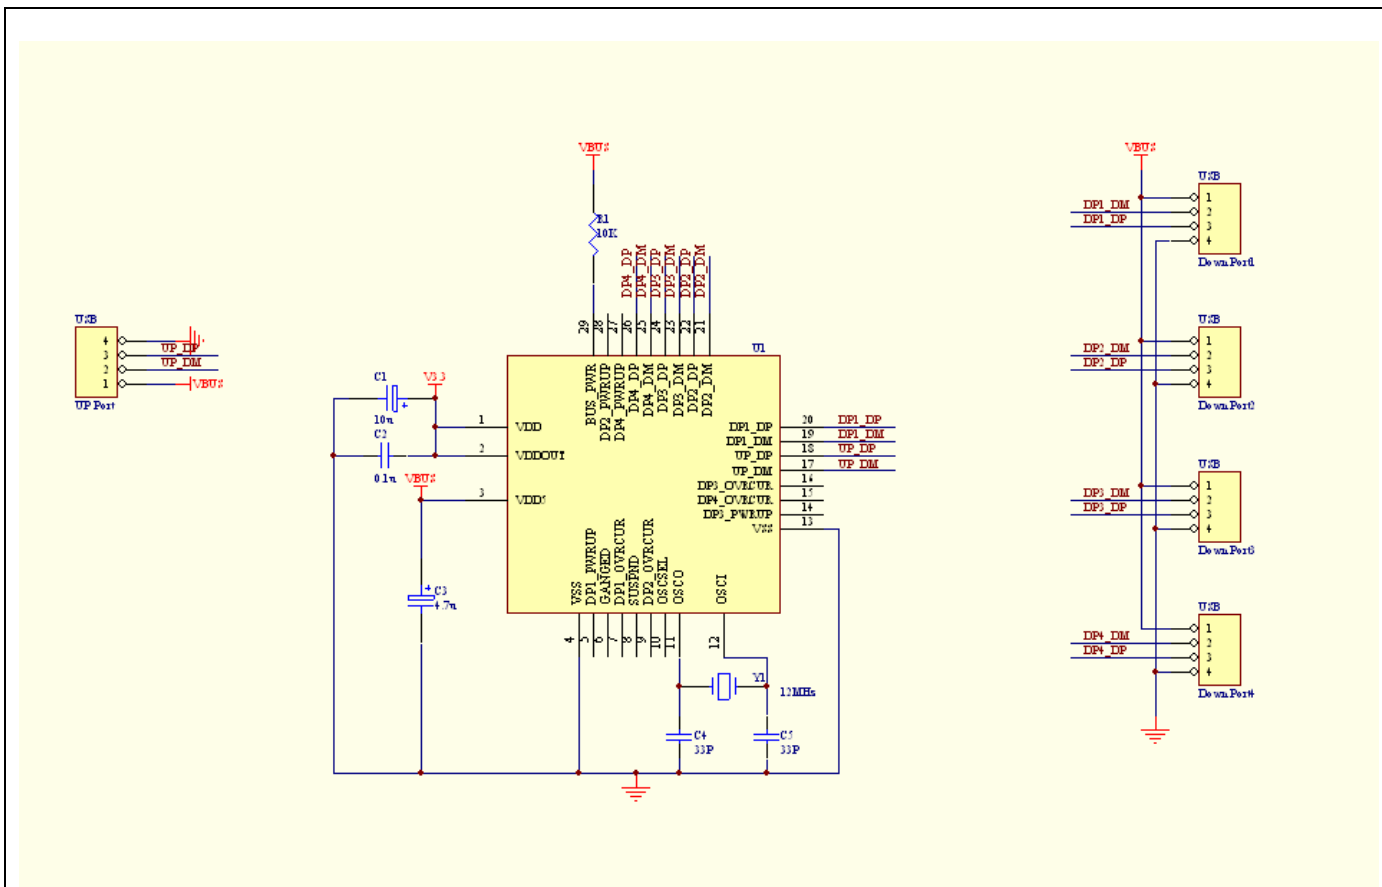 VBUS
R1
10K
DP4_DP
DP4_DM
DP3_DP
DP3_DM
DP2_DP
DP2_DM
29
28
27
26
25
24
23
22
21
U1
BUS_PWR
DP2_PWRUP
DP4_PWRUP
DP4_DP
DP4_DM
DP3_DP
DP3_DM
DP2_DP
DP2_DM
USB
4
3 UP_DP
2 UP_DM
1 VBUS
UP Port
C1
10u
V3.3
C2
0.1u
VBUS
C3
4.7u
1 VDD
2 VDDOUT
3 VDD5
DP1_DP 20 DP1_DP
DP1_DM 19 DP1_DM
UP_DP 18 UP_DP
UP_DM 17 UP_DM
DP3_OVRCUR 16
DP4_OVRCUR 15
DP3_PWRUP 14
VSS 13
VSS
DP1_PWRUP
GANGED
DP1_OVRCUR
SUSPND
DP2_OVRCUR
OSCSEL
OSCO
OSCI
4
5
6
7
8
9
10
11
12
Y1
12MHz
C4
33P
C5
33P
VBUS
USB
1
DP1_DM 2
DP1_DP 3
4
Down Port1
USB
1
DP2_DM 2
DP2_DP 3
4
Down Port2
USB
1
DP3_DM 2
DP3_DP 3
4
Down Port3
USB
1
DP4_DM 2
DP4_DP 3
4
Down Port4